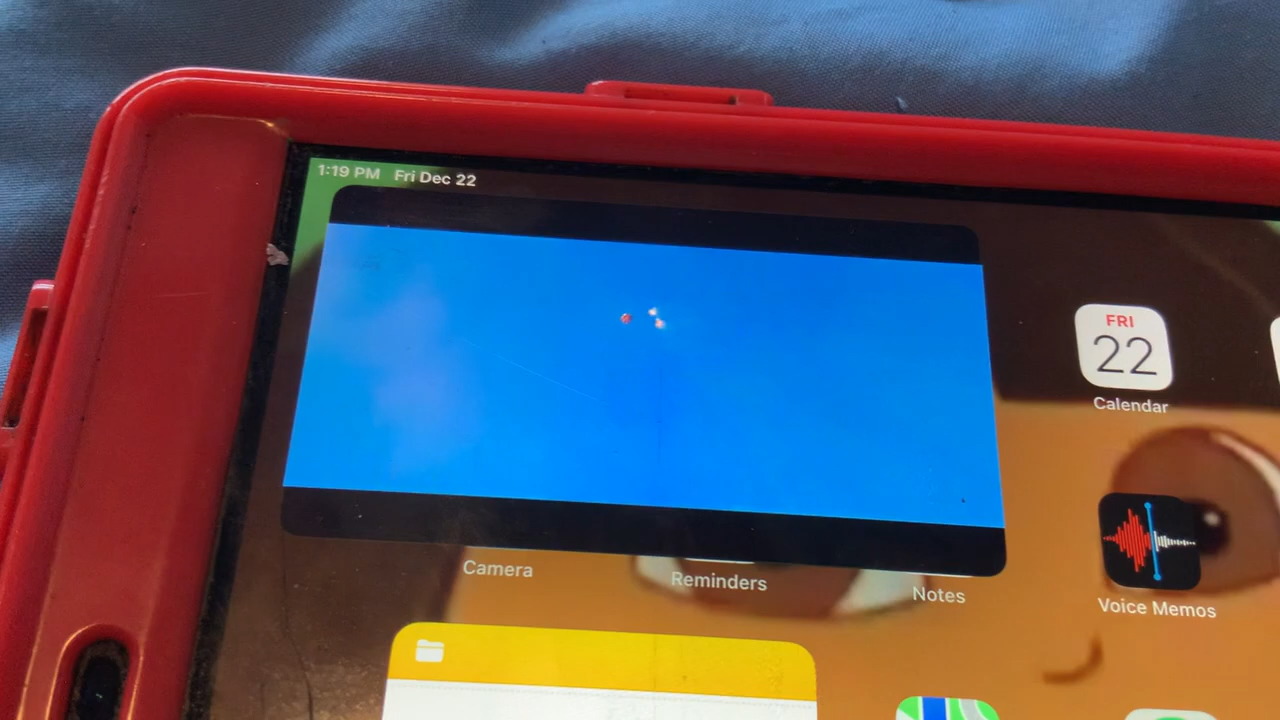 1:19 PM Fri Dec 22
FRI
22
Calendar
Camera
Reminders
Notes
Voice Memos